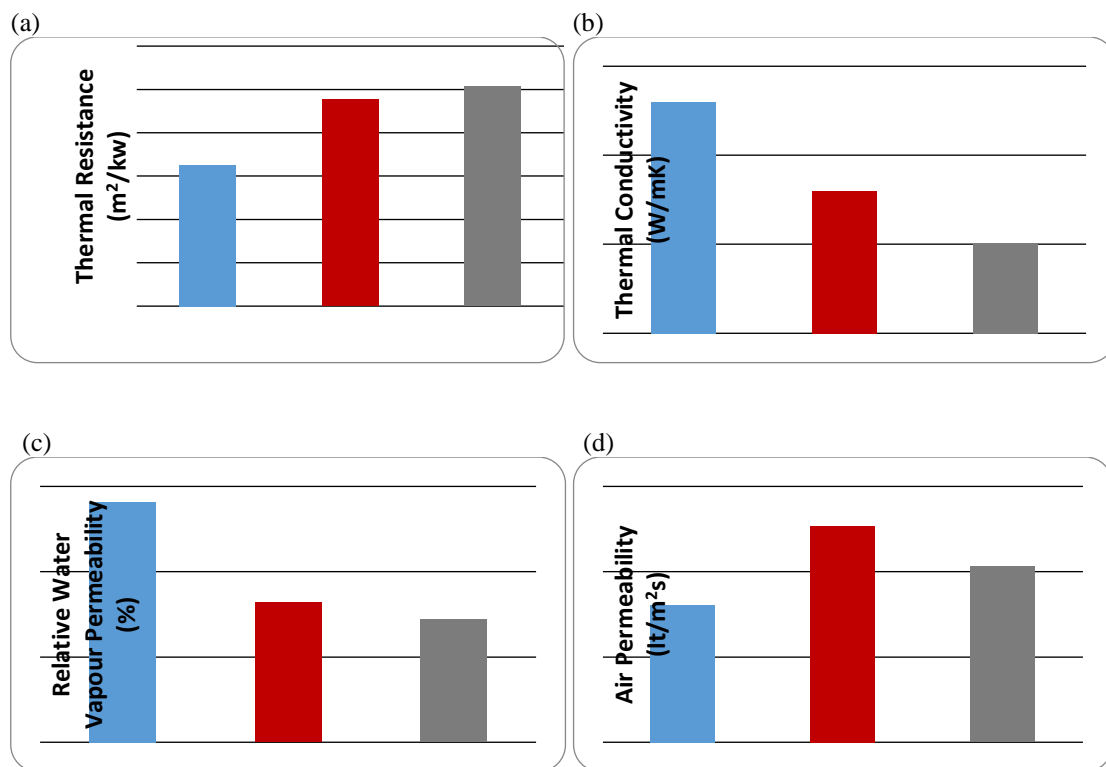 (a)
Thermal Resistance
(m²/kw)
(b)
Thermal Conductivity
(W/mK)
(c)
Relative Water
Vapour Permeability
(%)
(d)
Air Permeability
(lt/m²s)